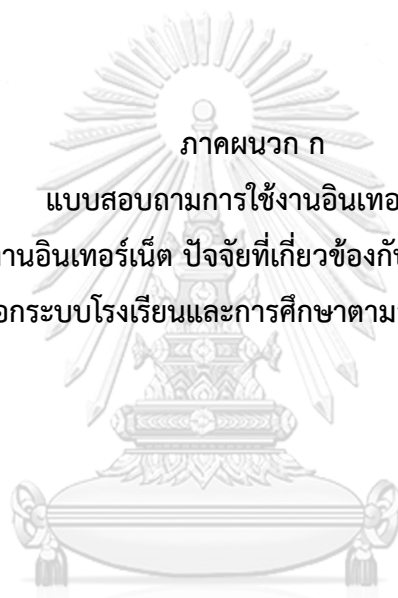 ภาคผนวก ก
แบบสอบถามการใช้งานอินเทอ
านอินเทอร์เน็ต ปัจจัยที่เกี่ยวข้องกับ
อกระบบโรงเรียนและการศึกษาตาม